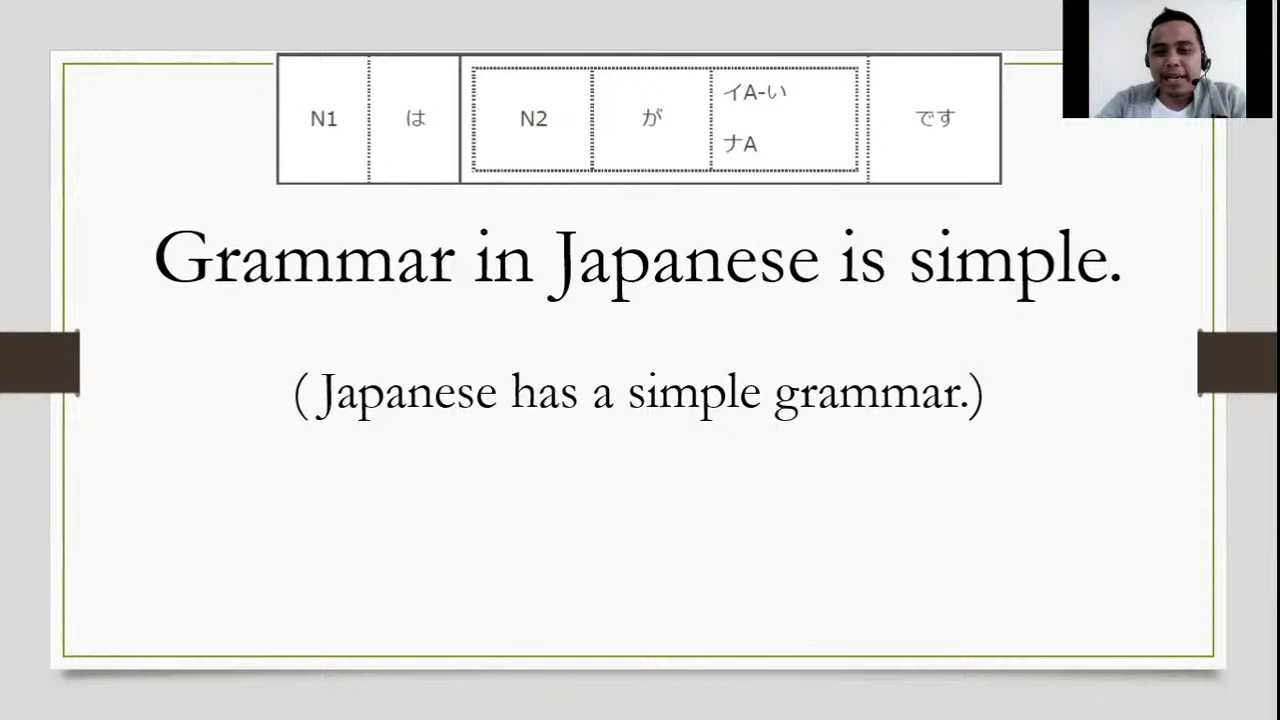 N1 は N2 が イA-い です
ナA
Grammar in Japanese is simple.
( Japanese has a simple grammar.)